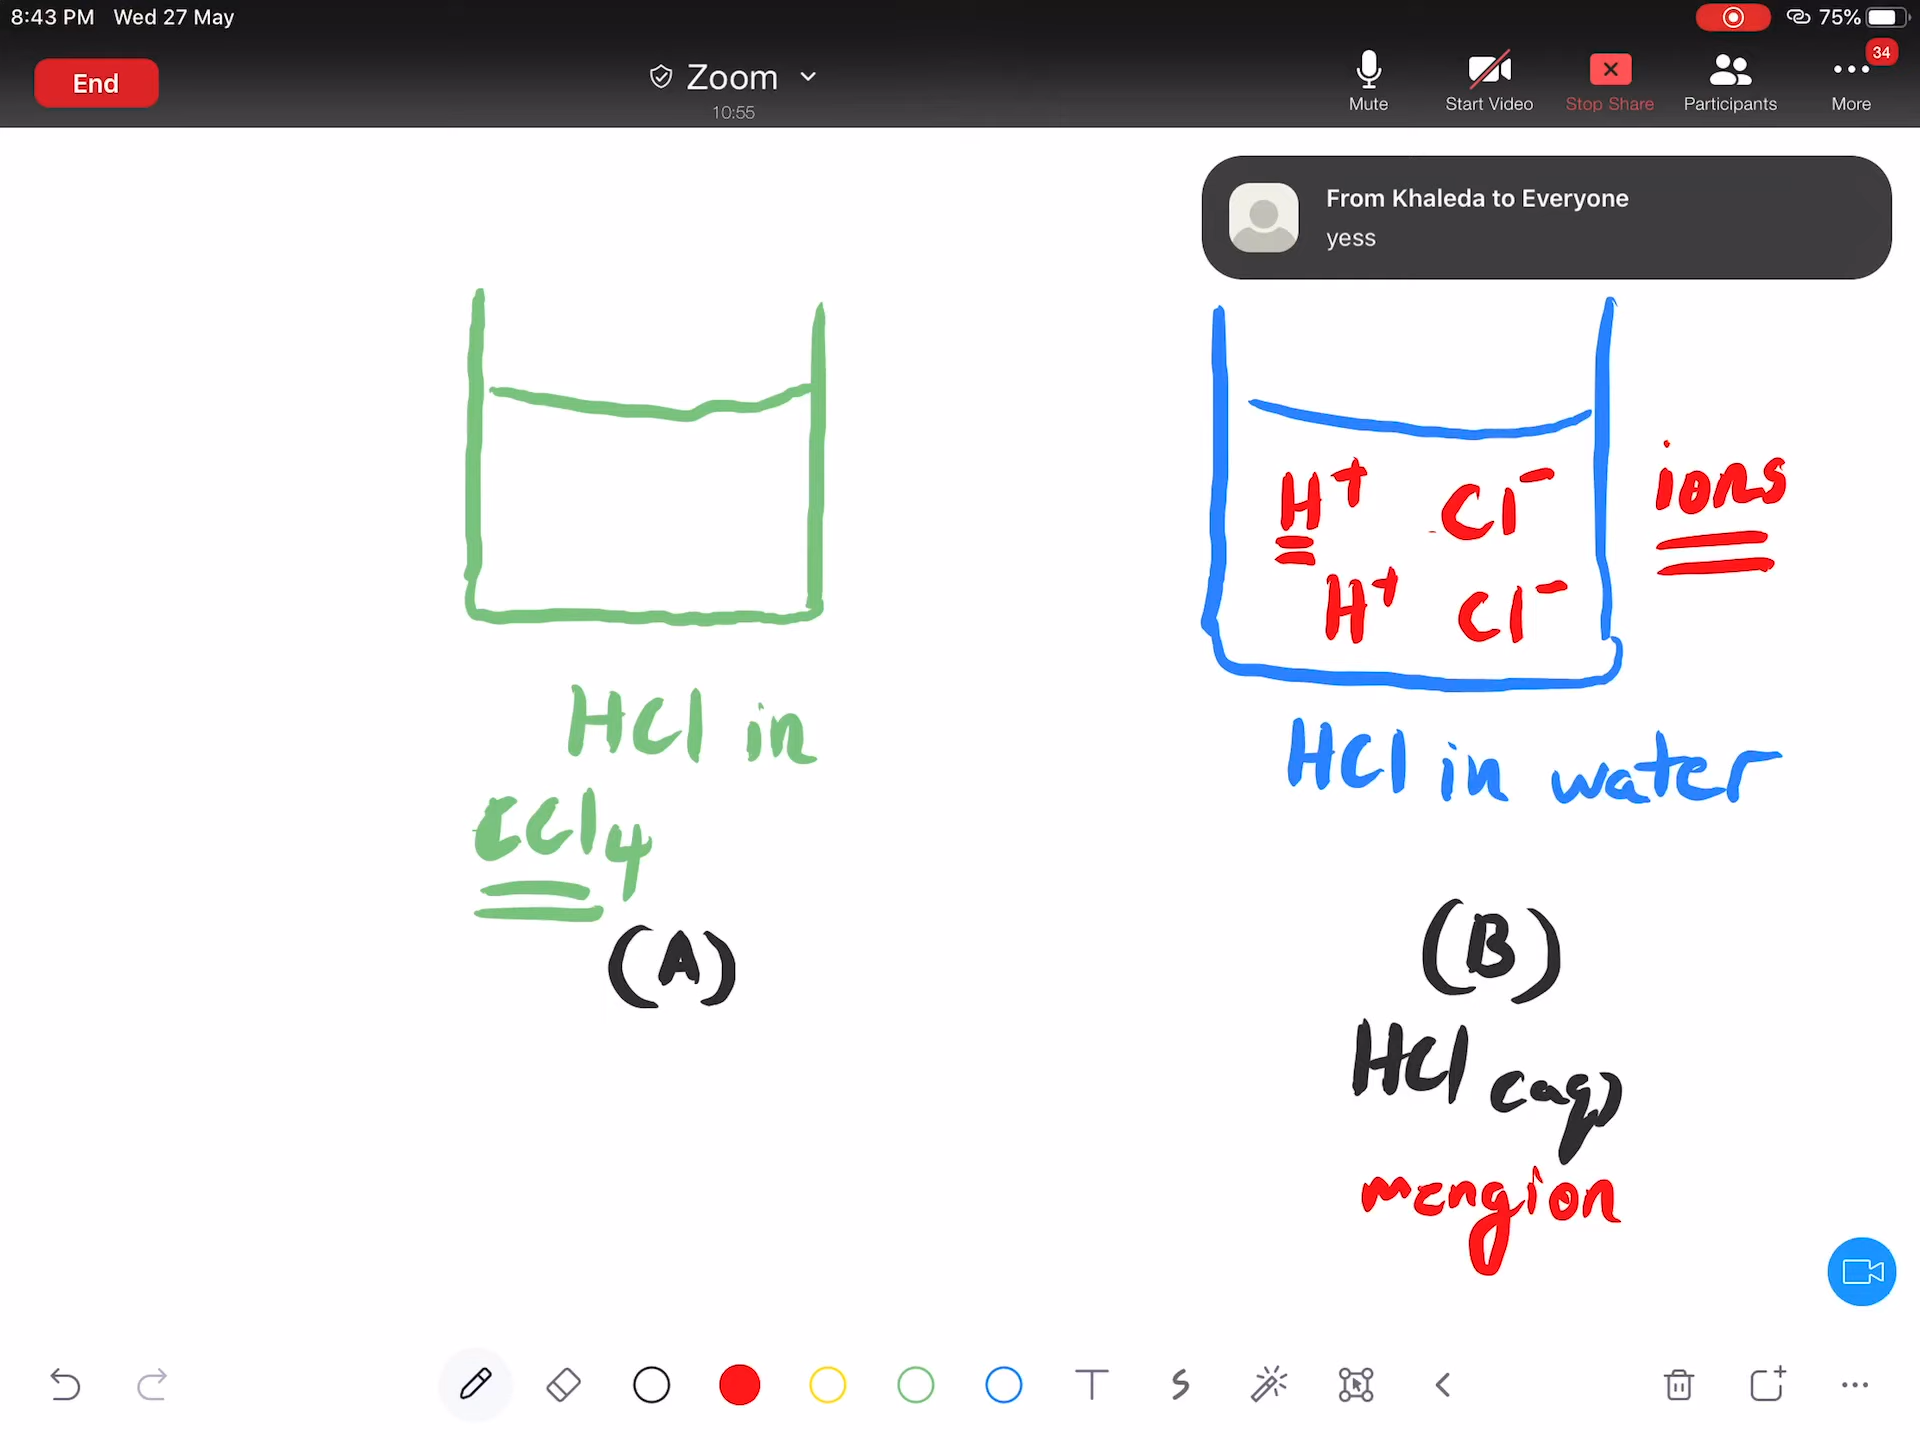 8:43 PM Wed 27 May
75%
End
Zoom
10:55
Mute
Start Video
Stop Share
Participants
34
More
From Khaleda to Everyone
yess
H⁺ Cl⁻
H⁺ Cl⁻
ions
HCl in
CCl₄
(A)
HCl in water
(B)
HCl (aq)
mengion
T